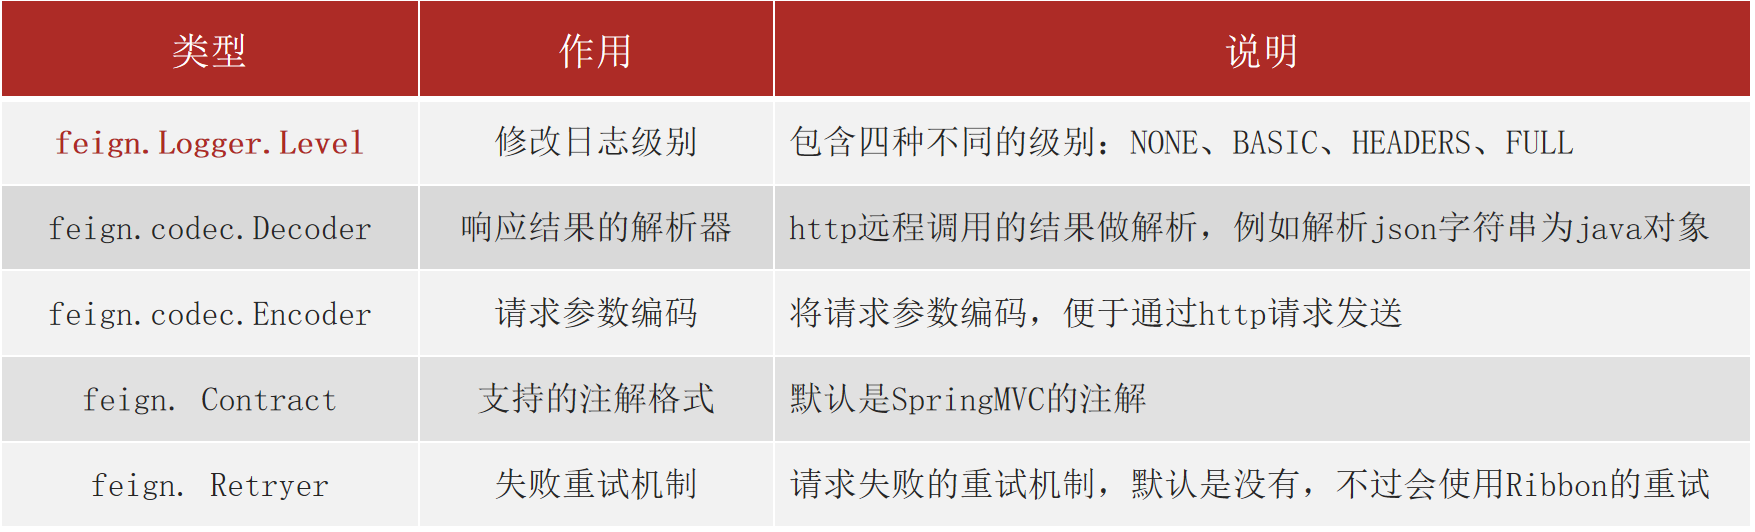 类型 作用 说明
feign.Logger.Level 修改日志级别 包含四种不同的级别：NONE、BASIC、HEADERS、FULL
feign.codec.Decoder 响应结果的解析器 http远程调用的结果做解析，例如解析json字符串为java对象
feign.codec.Encoder 请求参数编码 将请求参数编码，便于通过http请求发送
feign. Contract 支持的注解格式 默认是SpringMVC的注解
feign. Retryer 失败重试机制 请求失败的重试机制，默认是没有，不过会使用Ribbon的重试